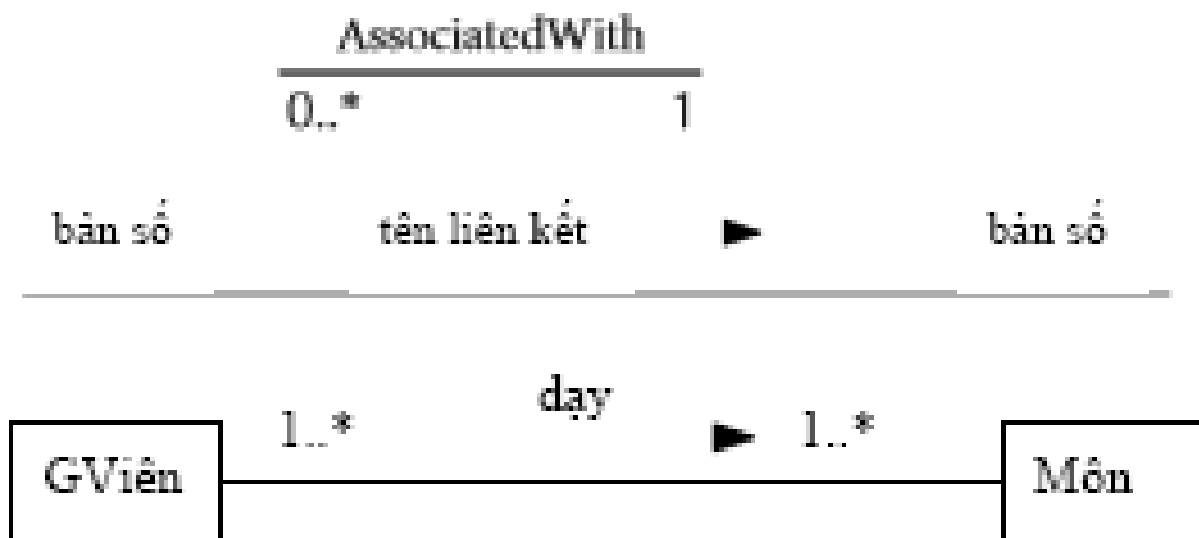 AssociatedWith
0..* 1
bản số tên liên kết ► bản số
dạy
1..* ► 1..*
GViên Môn